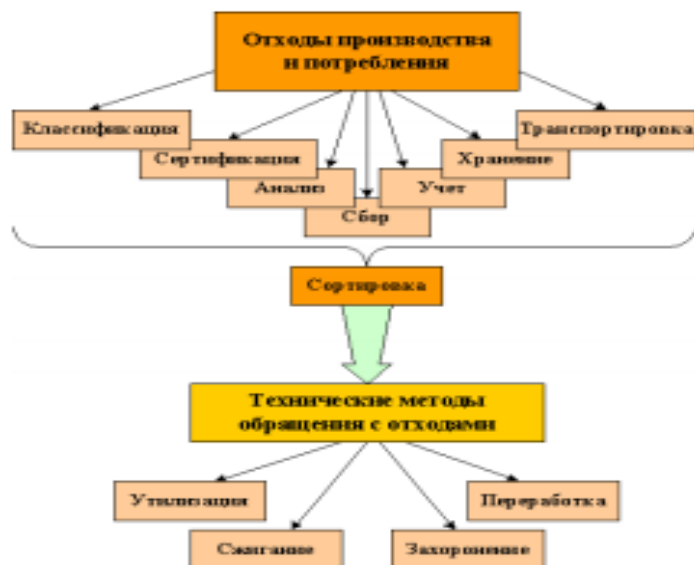 Отходы производства
и потребления
Классификация
Транспортировка
Сертификация
Хранение
Анализ
Учет
Сбор
Сортировка
Технические методы
обращения с отходами
Утилизация
Переработка
Сжигание
Захоронение